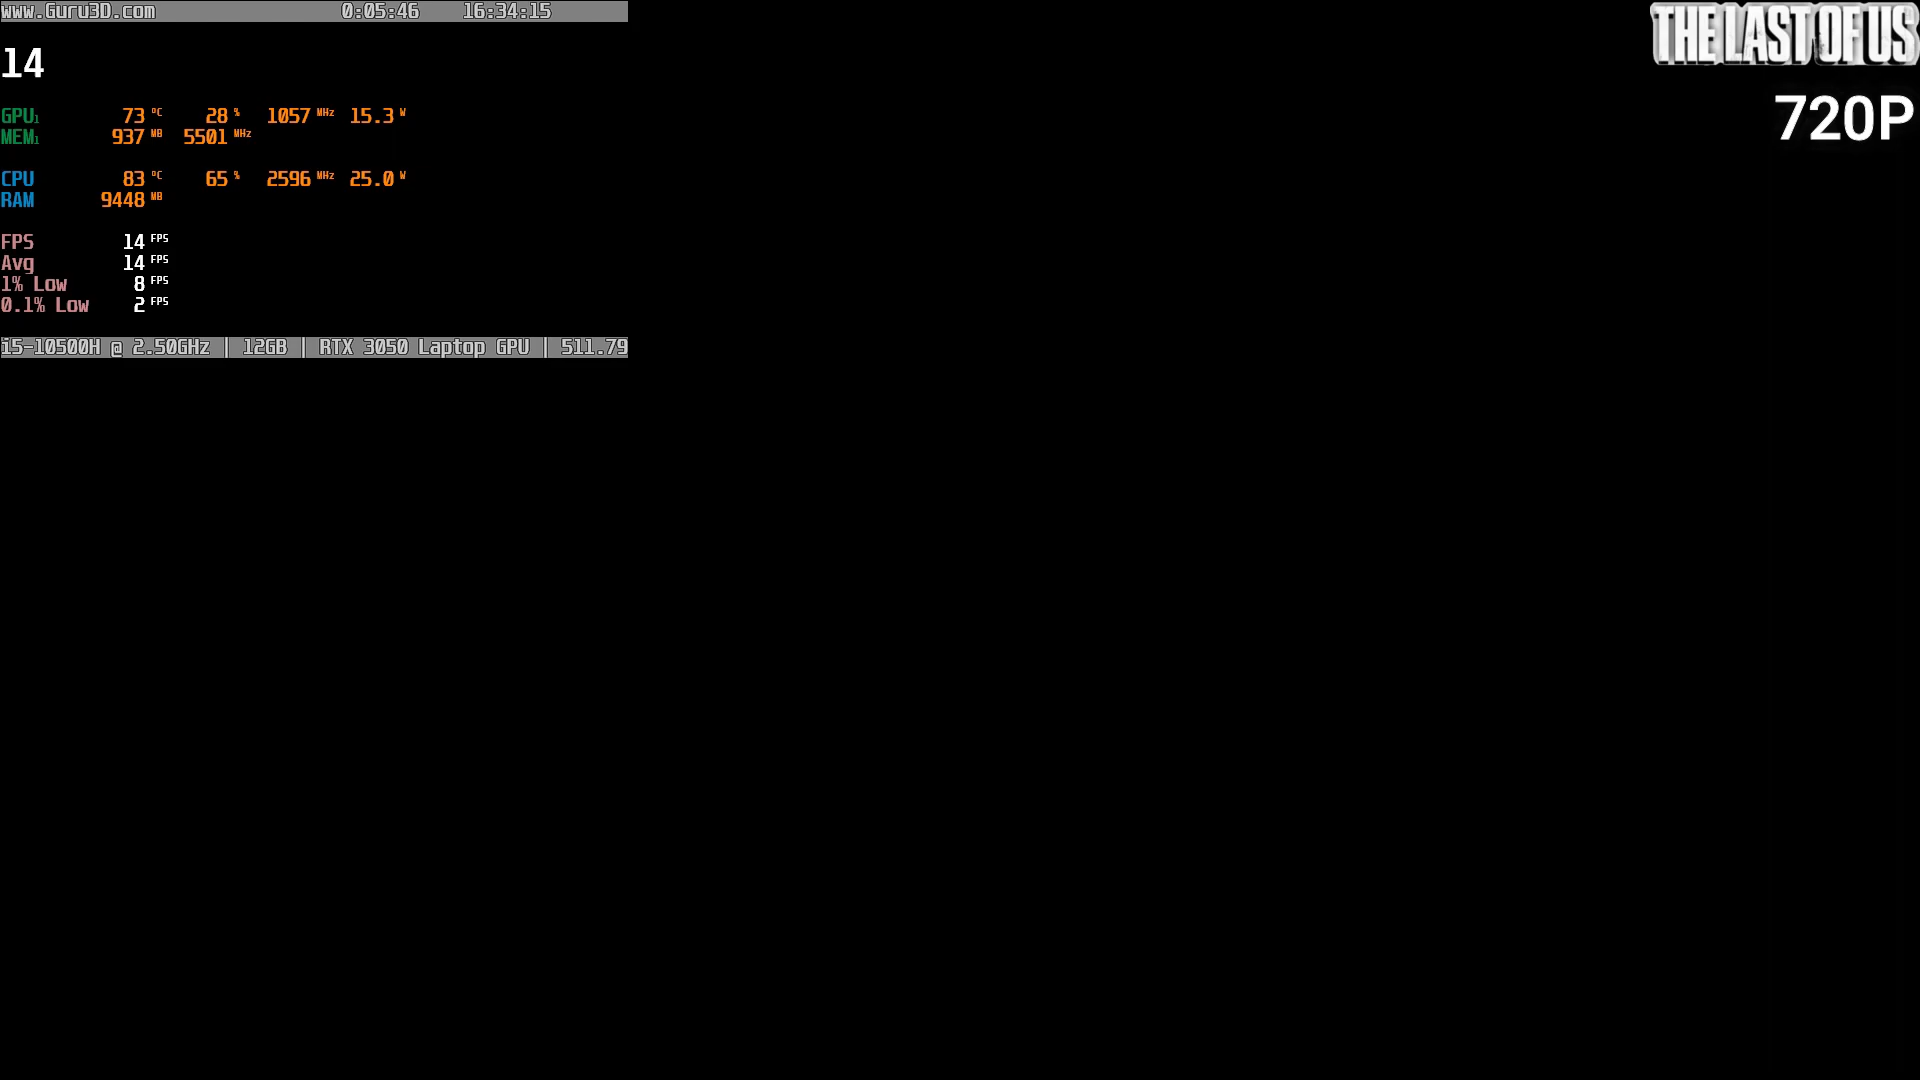 www.Guru3D.com 0:05:46 16:34:15
THE LAST OF US
14
720P
GPU1 73 °C 28 % 1057 MHz 15.3 W
MEM1 937 MB 5501 MHz
CPU 83 °C 65 % 2596 MHz 25.0 W
RAM 9448 MB
FPS 14 FPS
Avg 14 FPS
1% Low 8 FPS
0.1% Low 2 FPS
i5-10500H @ 2.50GHz | 12GB | RTX 3050 Laptop GPU | 511.79